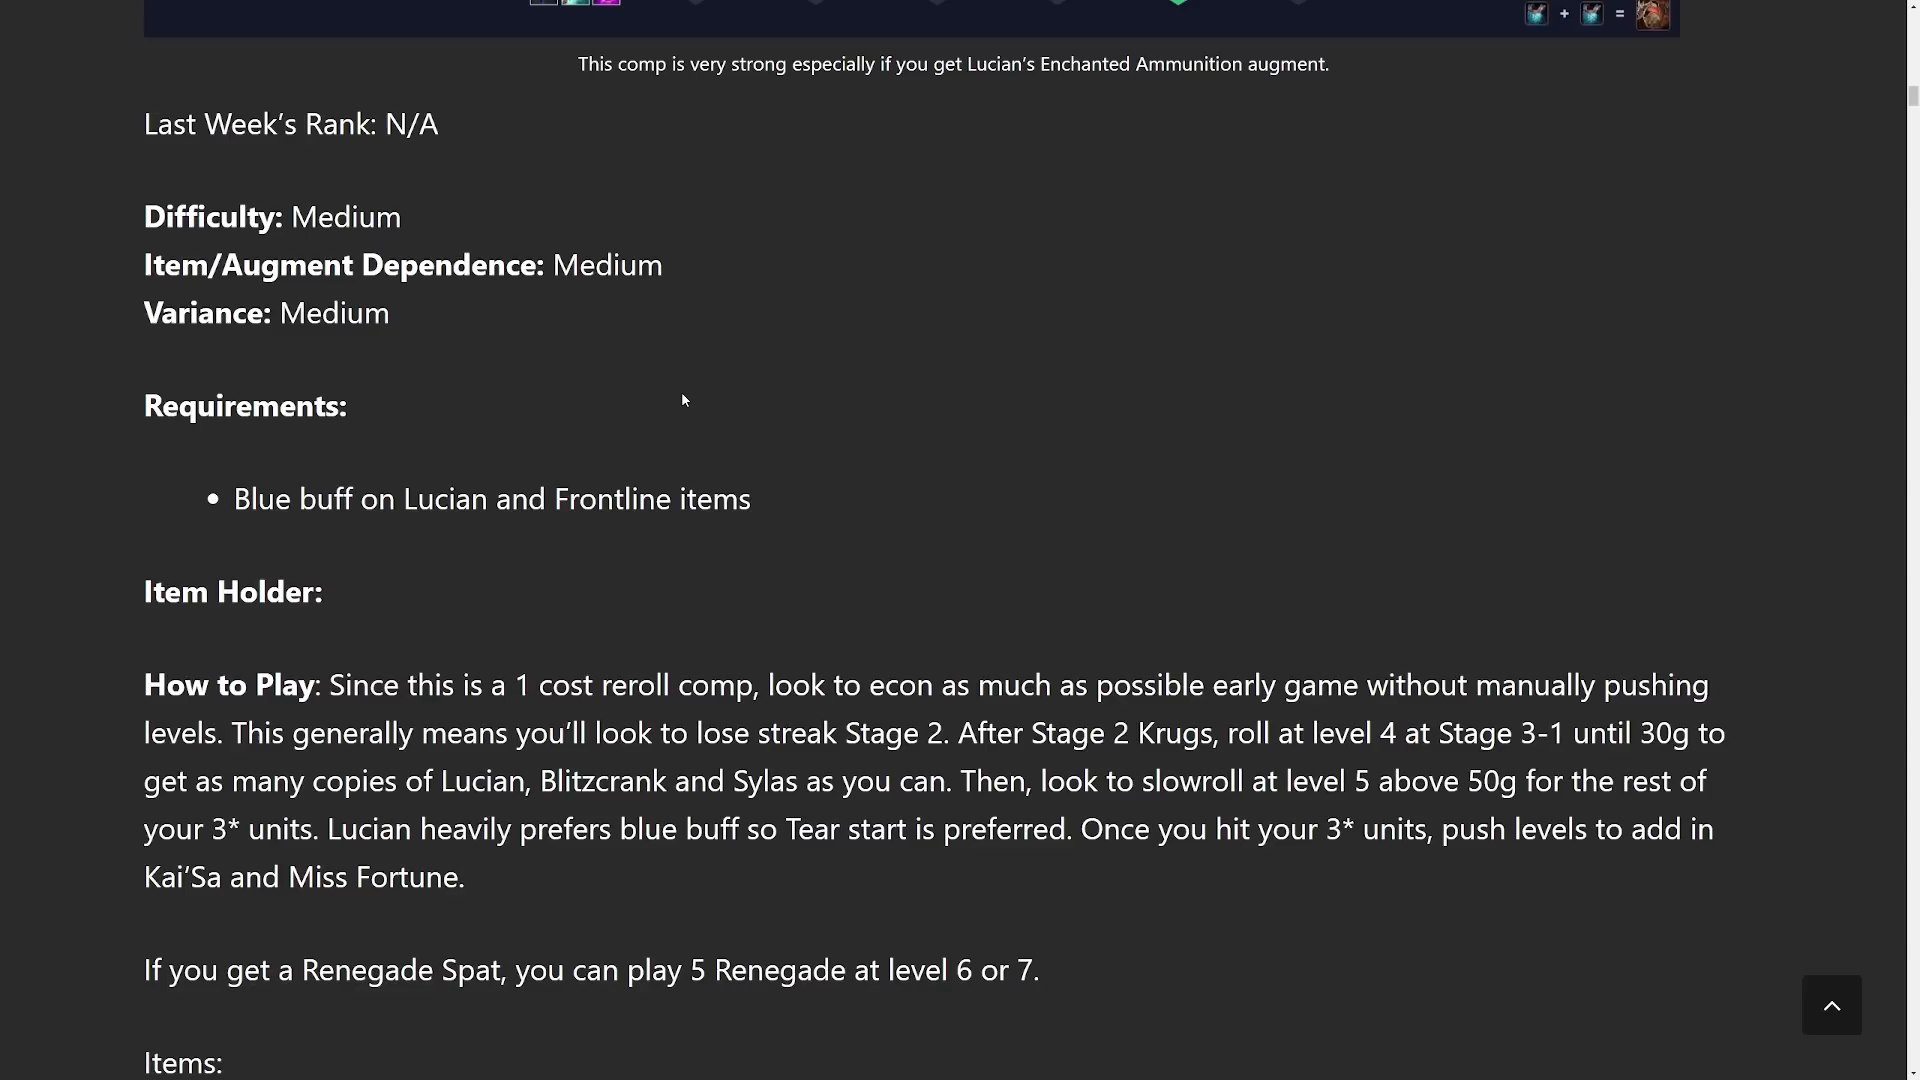 + =
This comp is very strong especially if you get Lucian's Enchanted Ammunition augment.
Last Week's Rank: N/A
Difficulty: Medium
Item/Augment Dependence: Medium
Variance: Medium
Requirements:
• Blue buff on Lucian and Frontline items
Item Holder:
How to Play: Since this is a 1 cost reroll comp, look to econ as much as possible early game without manually pushing
levels. This generally means you'll look to lose streak Stage 2. After Stage 2 Krugs, roll at level 4 at Stage 3-1 until 30g to
get as many copies of Lucian, Blitzcrank and Sylas as you can. Then, look to slowroll at level 5 above 50g for the rest of
your 3* units. Lucian heavily prefers blue buff so Tear start is preferred. Once you hit your 3* units, push levels to add in
Kai'Sa and Miss Fortune.
If you get a Renegade Spat, you can play 5 Renegade at level 6 or 7.
Items: